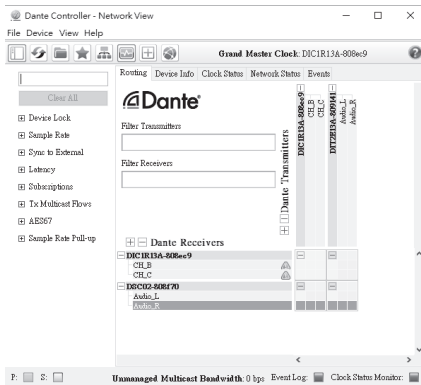 Dante Controller - Network View
File Device View Help
Grand Master Clock: DIC1R13A-808ec9
?
Routing Device Info Clock Status Network Status Events
Clear All
Device Lock
Sample Rate
Sync to External
Latency
Subscriptions
Tx Multicast Flows
AES67
Sample Rate Pull-up
Dante®
Filter Transmitters
Filter Receivers
Dante Transmitters
DIC1R13A-808ec9
CH_B
CH_C
DIT2R13A-809141
Audio_L
Audio_R
Dante Receivers
DIC1R13A-808ec9
CH_B
CH_C
DSC02-808f70
Audio_L
Audio_R
P: S: Unmanaged Multicast Bandwidth: 0 bps Event Log: Clock Status Monitor: